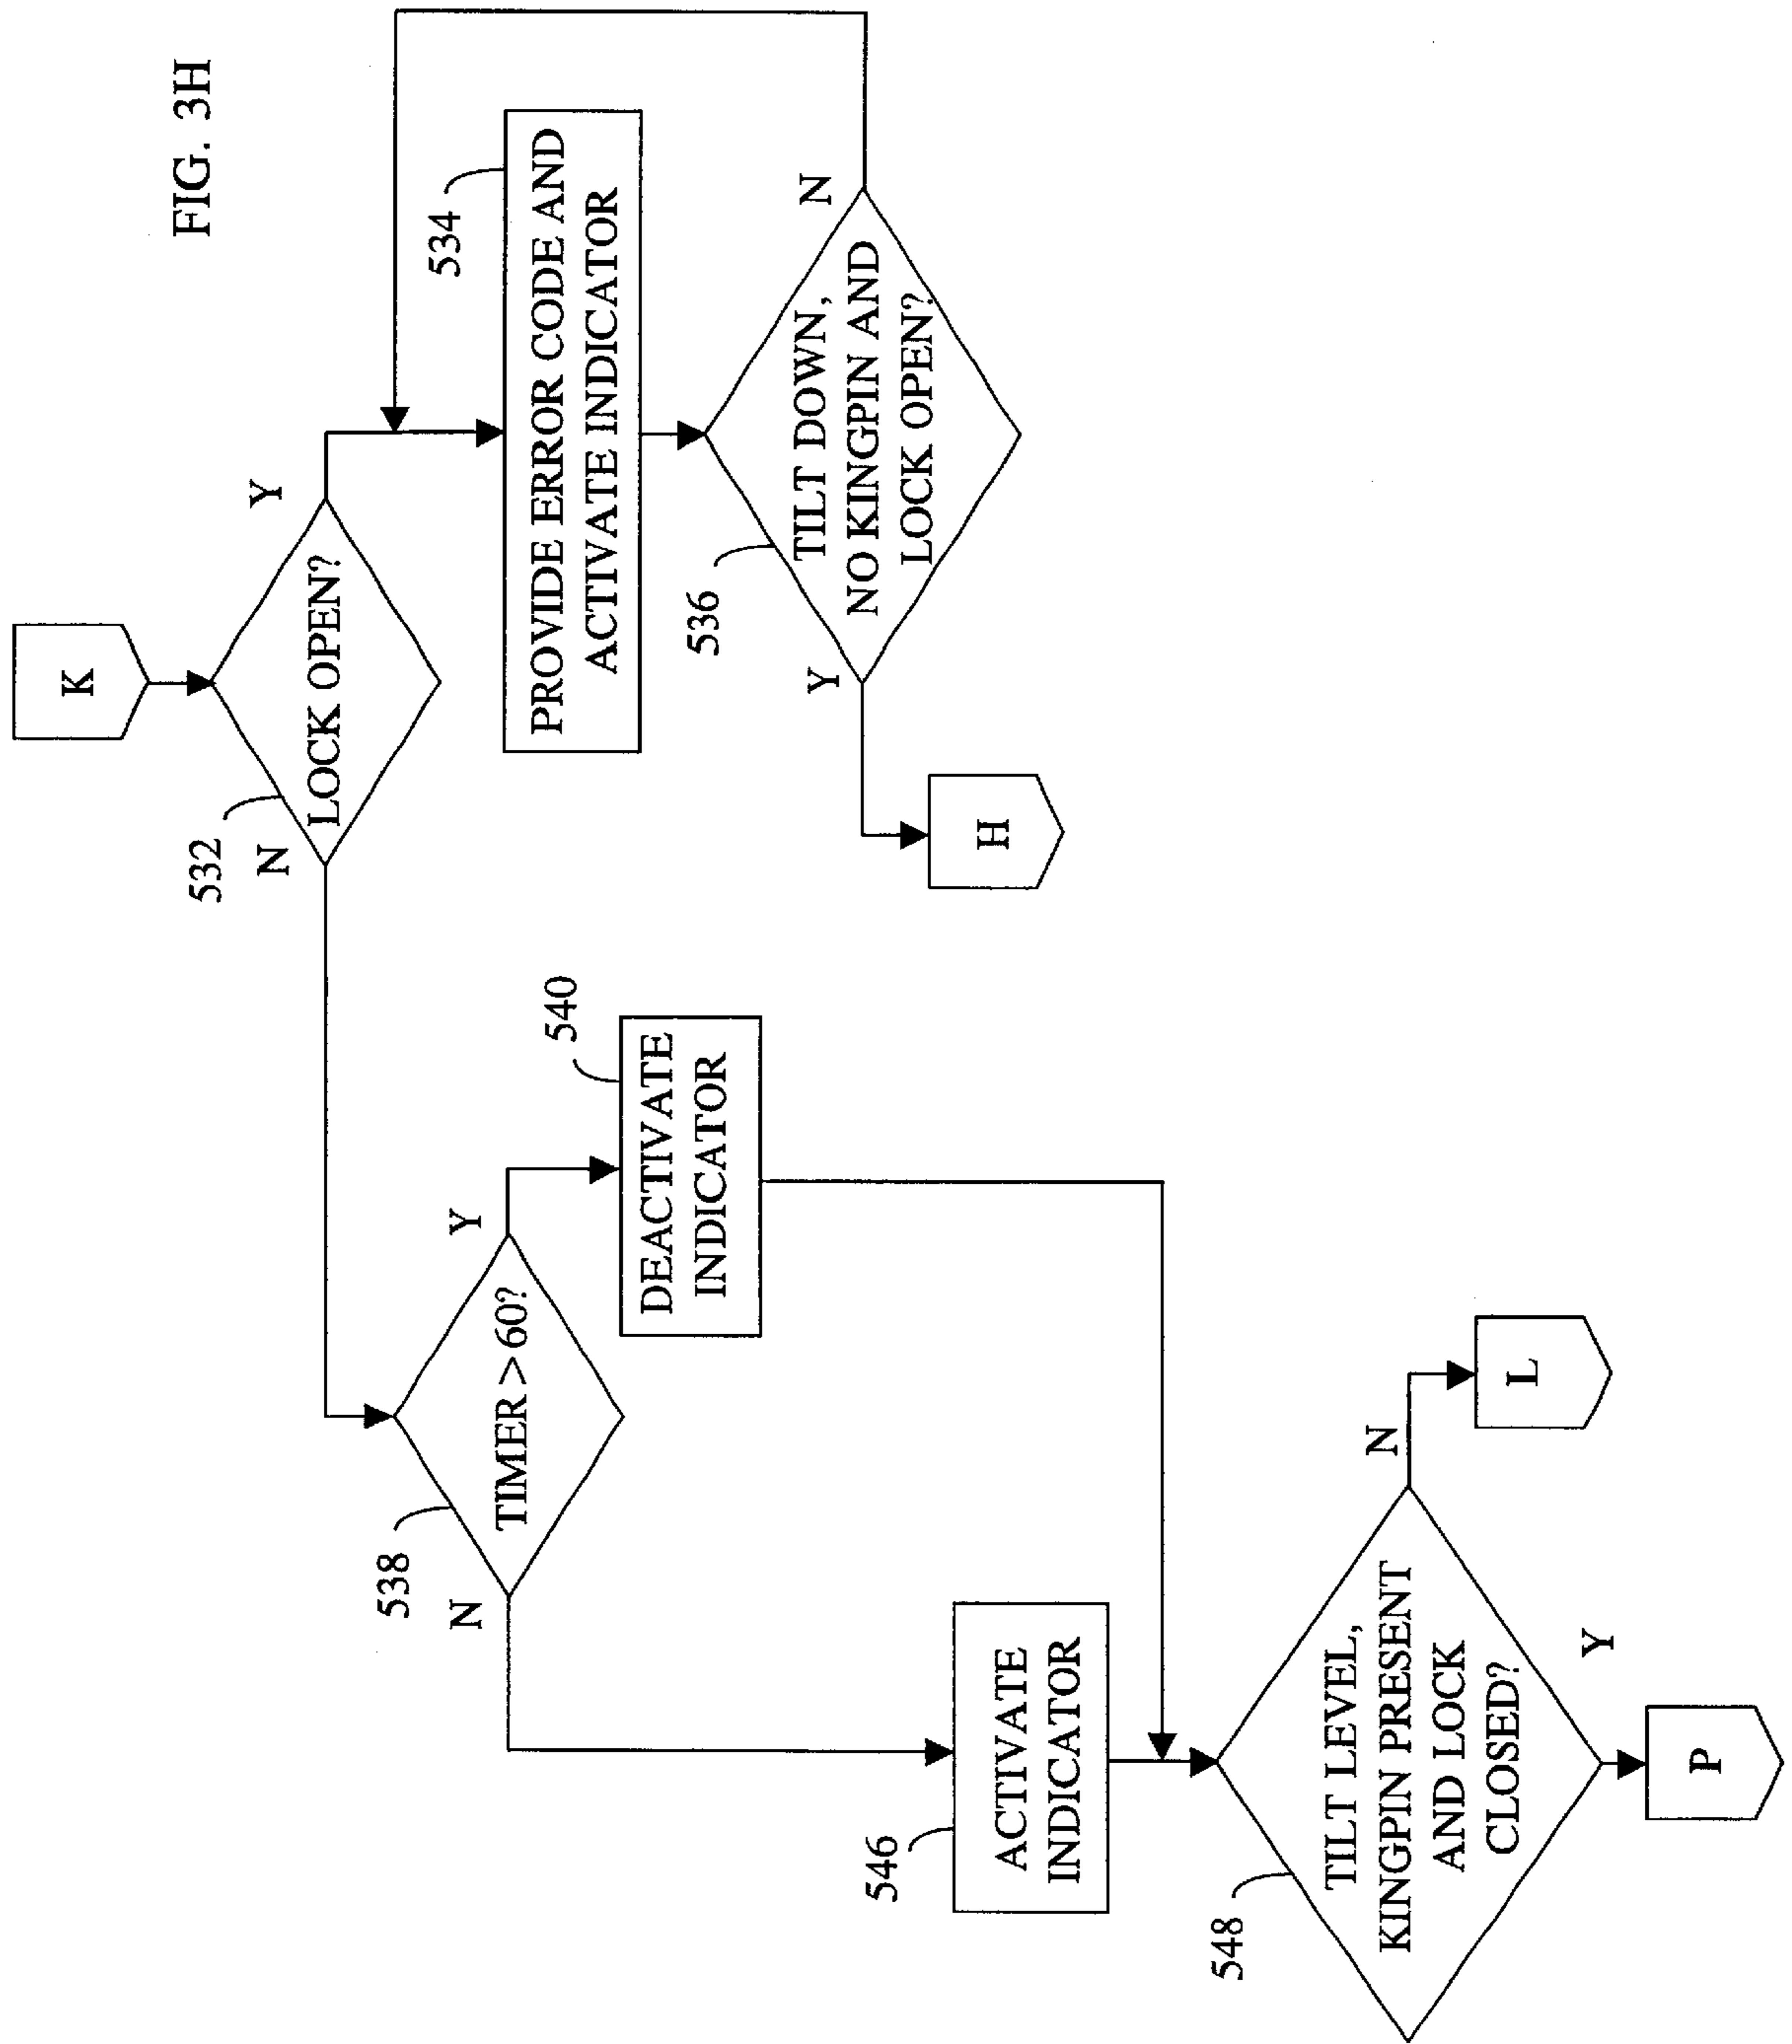 FIG. 3H
K
532
LOCK OPEN?
N
Y
534
PROVIDE ERROR CODE AND
ACTIVATE INDICATOR
536
TILT DOWN,
NO KINGPIN AND
LOCK OPEN?
Y
N
H
538
TIMER > 60?
N
Y
540
DEACTIVATE
INDICATOR
546
ACTIVATE
INDICATOR
548
TILT LEVEL,
KINGPIN PRESENT
AND LOCK
CLOSED?
N
Y
L
P